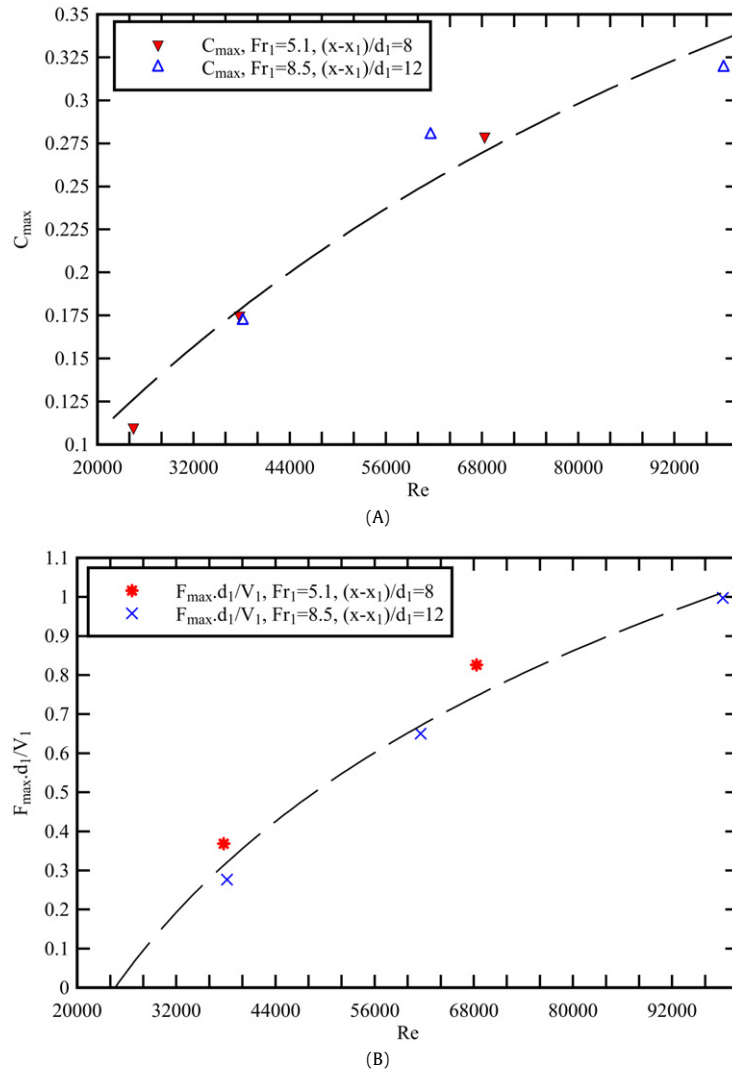 0.35
C_max, Fr_1=5.1, (x-x_1)/d_1=8
C_max, Fr_1=8.5, (x-x_1)/d_1=12
0.325
0.3
0.275
0.25
0.225
0.2
0.175
0.15
0.125
0.1
C_max
20000 32000 44000 56000 68000 80000 92000
Re
(A)
1.1
F_max.d_1/V_1, Fr_1=5.1, (x-x_1)/d_1=8
F_max.d_1/V_1, Fr_1=8.5, (x-x_1)/d_1=12
1
0.9
0.8
0.7
0.6
0.5
0.4
0.3
0.2
0.1
0
F_max.d_1/V_1
20000 32000 44000 56000 68000 80000 92000
Re
(B)